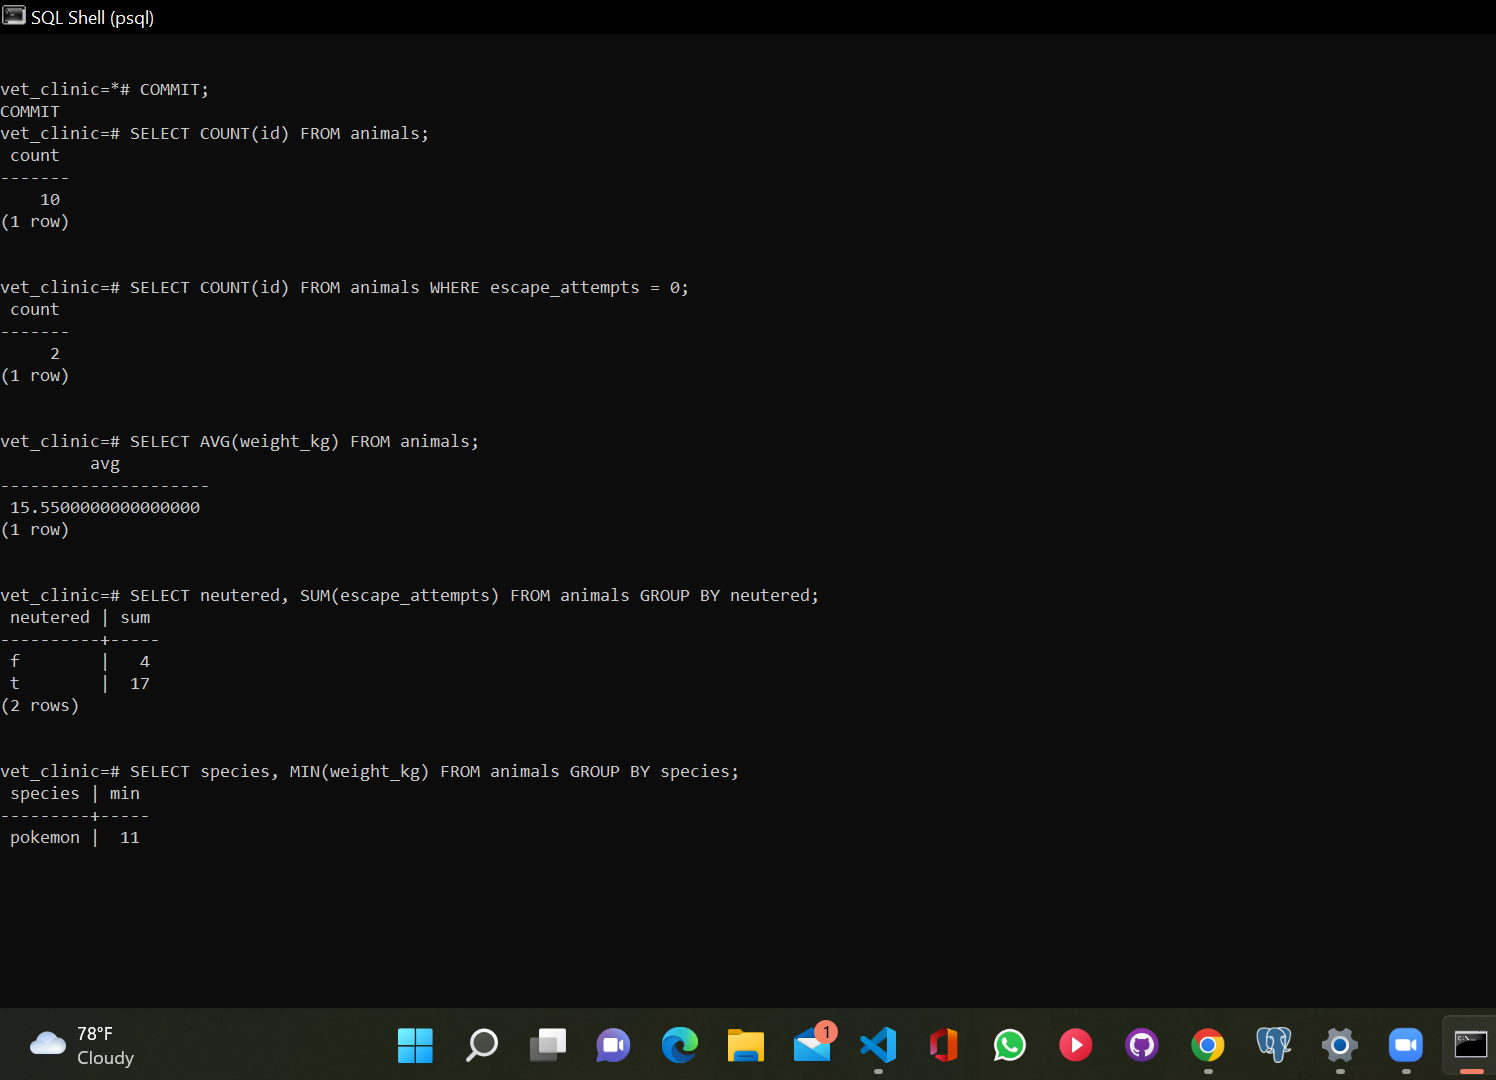 SQL Shell (psql)
vet_clinic=*# COMMIT;
COMMIT
vet_clinic=# SELECT COUNT(id) FROM animals;
 count
-------
    10
(1 row)
vet_clinic=# SELECT COUNT(id) FROM animals WHERE escape_attempts = 0;
 count
-------
     2
(1 row)
vet_clinic=# SELECT AVG(weight_kg) FROM animals;
         avg
---------------------
 15.5500000000000000
(1 row)
vet_clinic=# SELECT neutered, SUM(escape_attempts) FROM animals GROUP BY neutered;
 neutered | sum
----------+-----
 f        |   4
 t        |  17
(2 rows)
vet_clinic=# SELECT species, MIN(weight_kg) FROM animals GROUP BY species;
 species | min
---------+-----
 pokemon |  11
78°F
Cloudy
1